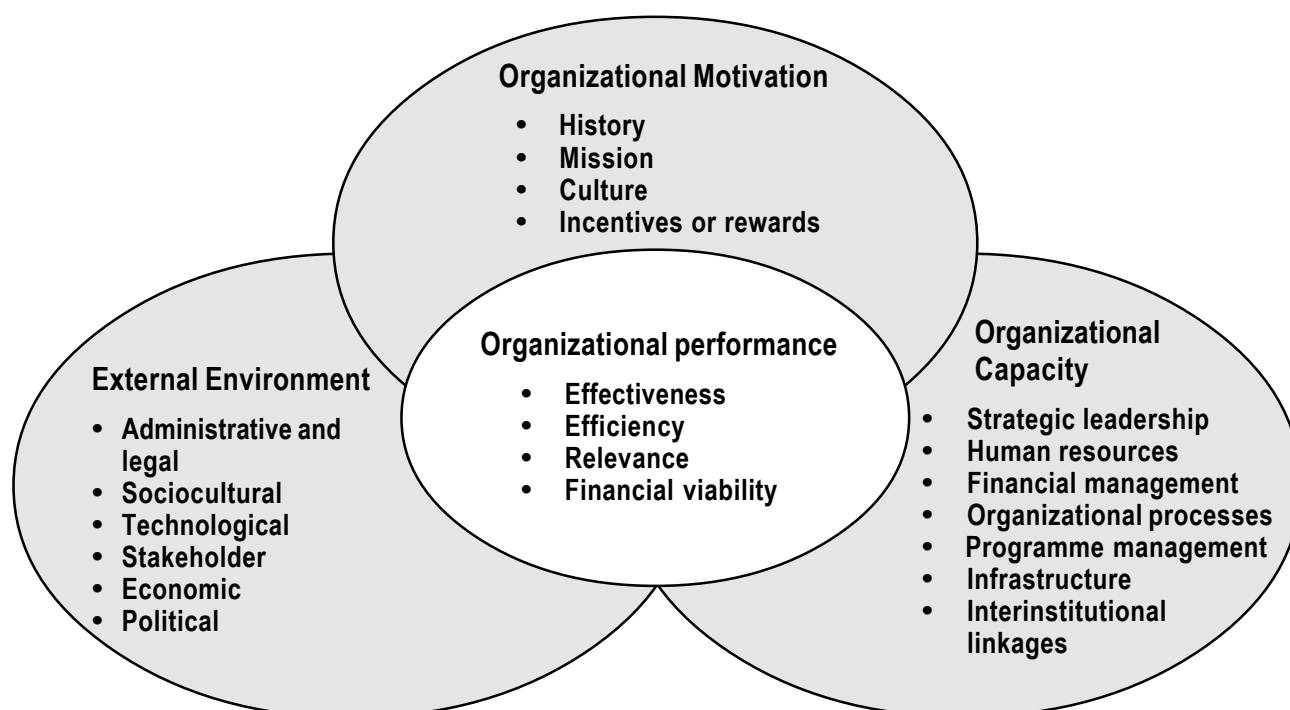 Organizational Motivation
• History
• Mission
• Culture
• Incentives or rewards
Organizational performance
• Effectiveness
• Efficiency
• Relevance
• Financial viability
External Environment
• Administrative and
legal
• Sociocultural
• Technological
• Stakeholder
• Economic
• Political
Organizational
Capacity
• Strategic leadership
• Human resources
• Financial management
• Organizational processes
• Programme management
• Infrastructure
• Interinstitutional
linkages